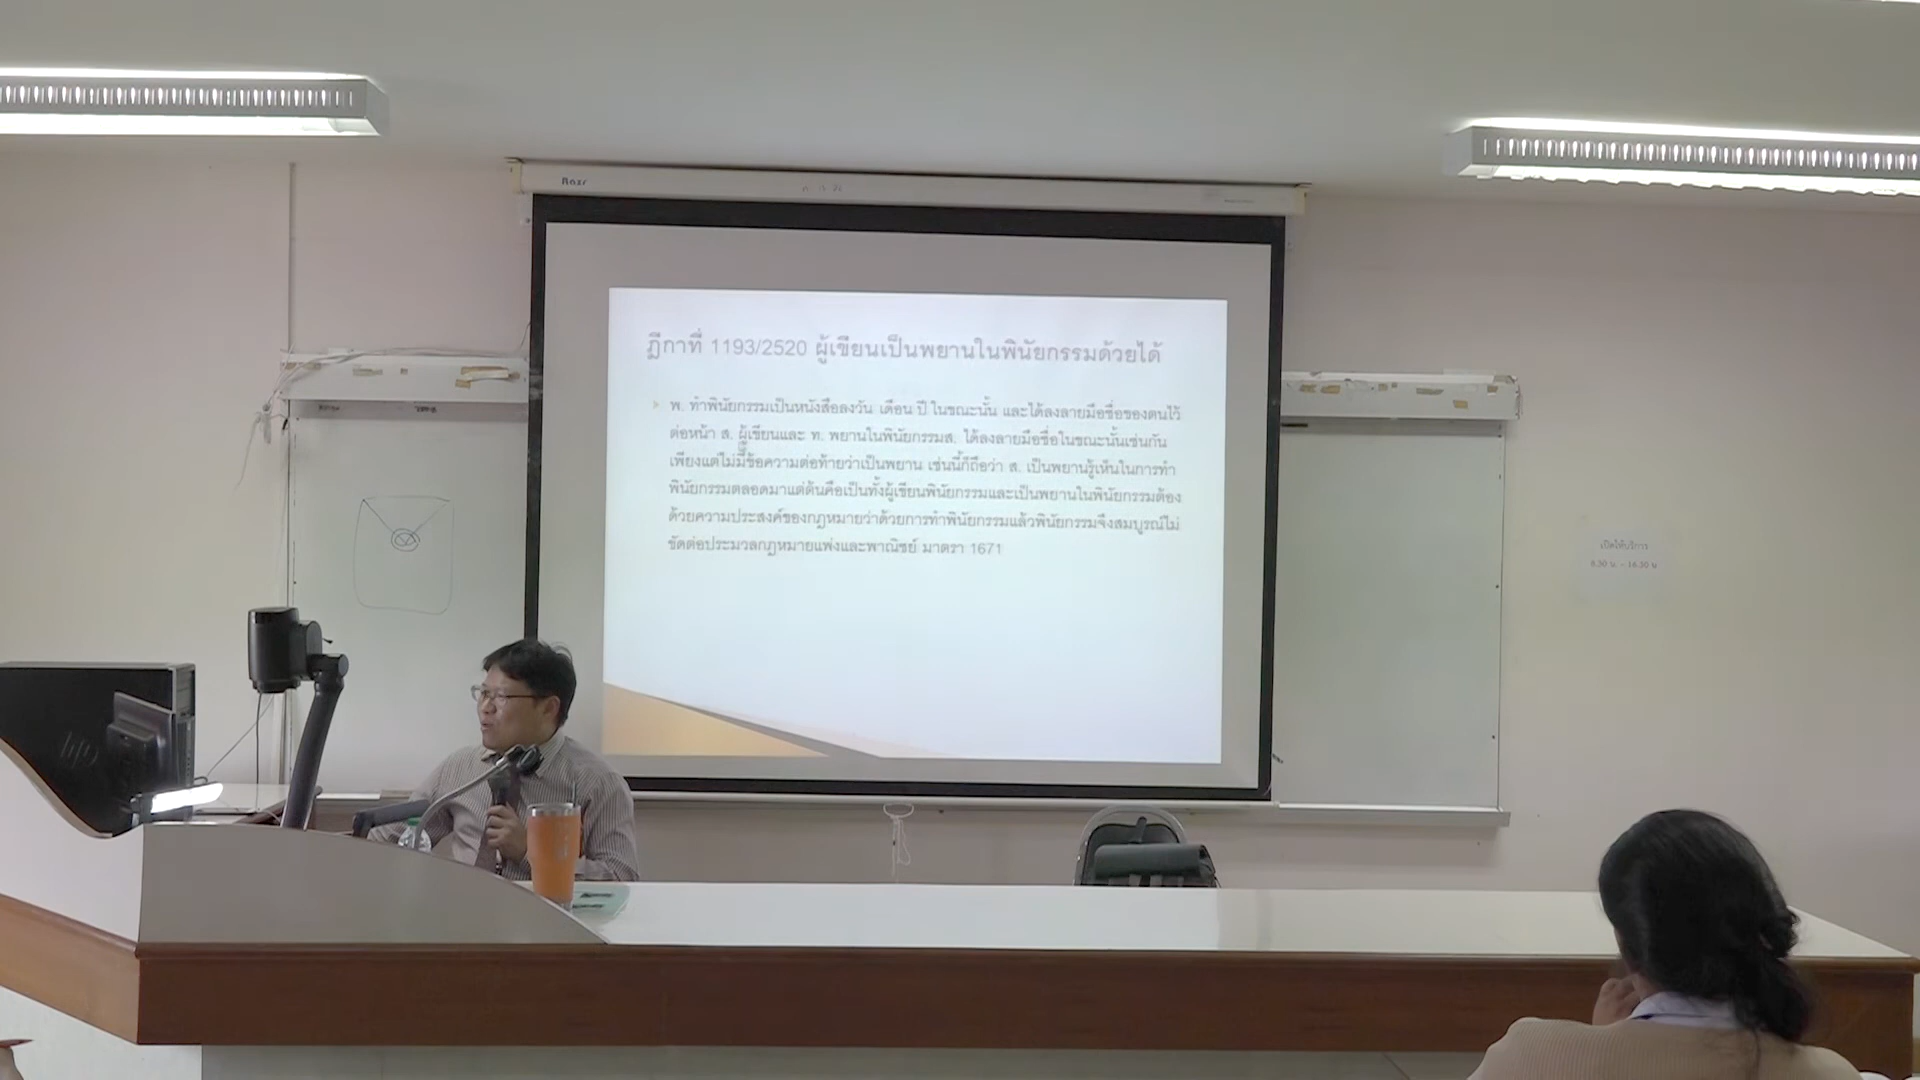 ฎีกาที่ 1193/2520 ผู้เขียนเป็นพยานในพินัยกรรมด้วยได้
พ. ทำพินัยกรรมเป็นหนังสือลงวัน เดือน ปี ในขณะนั้น และได้ลงลายมือชื่อของตนไว้
ต่อหน้า ส. ผู้เขียนและ ท. พยานในพินัยกรรมส. ได้ลงลายมือชื่อในขณะนั้นเช่นกัน
เพียงแต่ไม่มีข้อความต่อท้ายว่าเป็นพยาน เช่นนี้ก็ถือว่า ส. เป็นพยานรู้เห็นในการทำ
พินัยกรรมตลอดมาแต่ต้นคือเป็นทั้งผู้เขียนพินัยกรรมและเป็นพยานในพินัยกรรมต้อง
ด้วยความประสงค์ของกฎหมายว่าด้วยการทำพินัยกรรมแล้วพินัยกรรมจึงสมบูรณ์ไม่
ขัดต่อประมวลกฎหมายแพ่งและพาณิชย์ มาตรา 1671
เปิดให้บริการ
8.30 น. - 16.30 น
hp